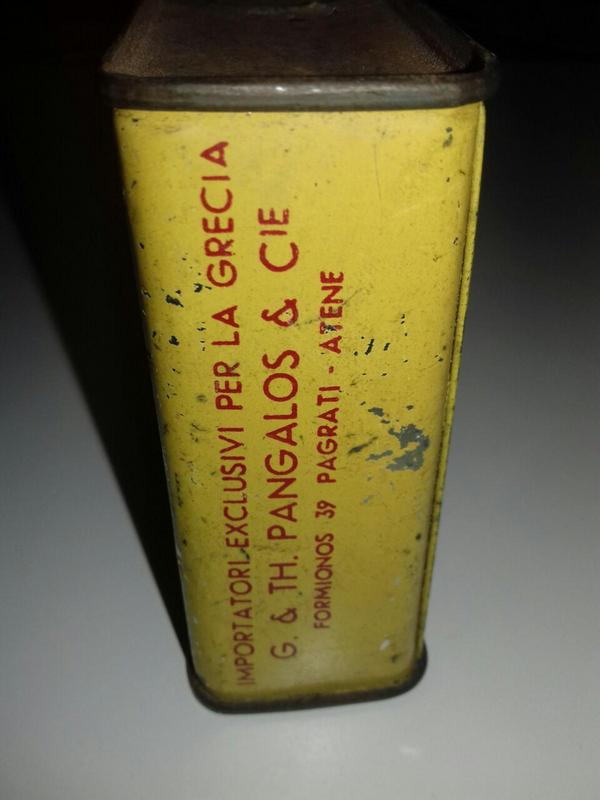 IMPORTATORI EXCLUSIVI PER LA GRECIA
G. & TH. PANGALOS & CIE
FORMIONOS 39 PAGRATI - ATENE